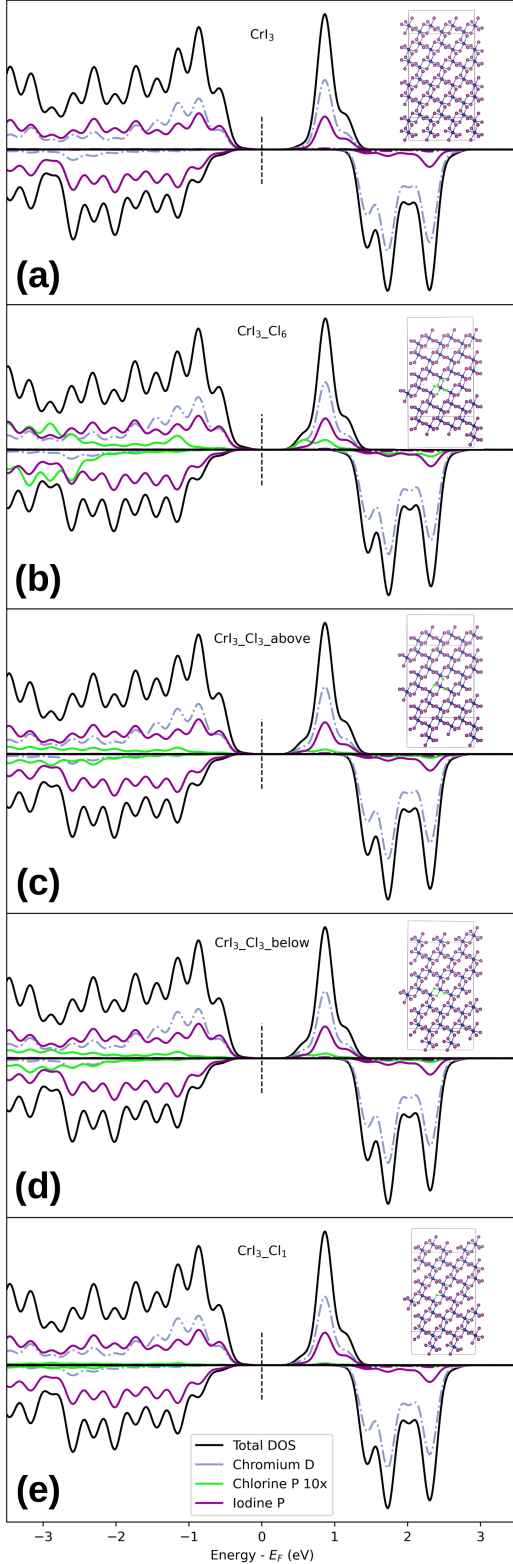 CrI3
(a)
CrI3_Cl6
(b)
CrI3_Cl3_above
(c)
CrI3_Cl3_below
(d)
CrI3_Cl1
(e)
Total DOS
Chromium D
Chlorine P 10x
Iodine P
−3 −2 −1 0 1 2 3
Energy - EF (eV)